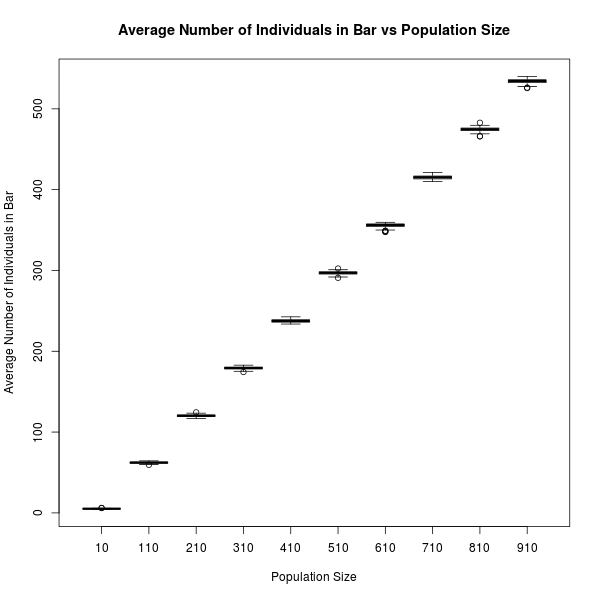 Average Number of Individuals in Bar vs Population Size
Average Number of Individuals in Bar
500
400
300
200
100
0
10 110 210 310 410 510 610 710 810 910
Population Size